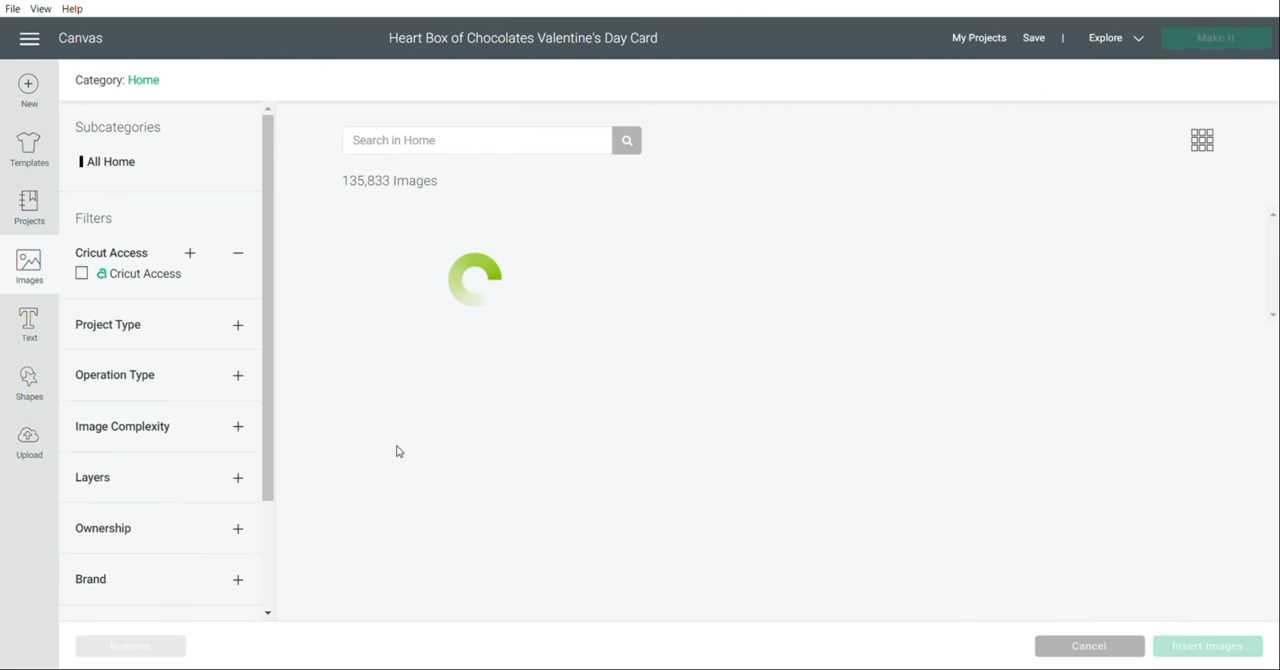 File View Help
Canvas
Heart Box of Chocolates Valentine's Day Card
My Projects Save | Explore Make It
Category: Home
New
Templates
Projects
Images
Text
Shapes
Upload
Subcategories
All Home
Filters
Cricut Access
Cricut Access
Project Type
Operation Type
Image Complexity
Layers
Ownership
Brand
Search in Home
135,833 Images
Remove
Cancel
Insert Images